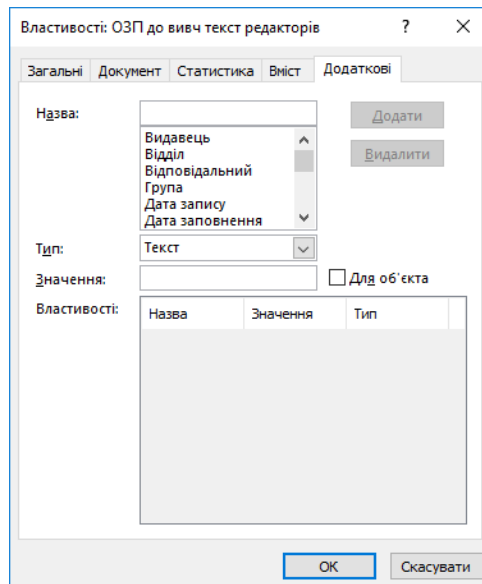 Властивості: ОЗП до вивч текст редакторів ? ×
Загальні Документ Статистика Вміст Додаткові
Назва: Додати
Видавець
Відділ
Відповідальний
Група
Дата запису
Дата заповнення
Видалити
Тип: Текст
Значення: Для об'єкта
Властивості: Назва Значення Тип
ОК Скасувати